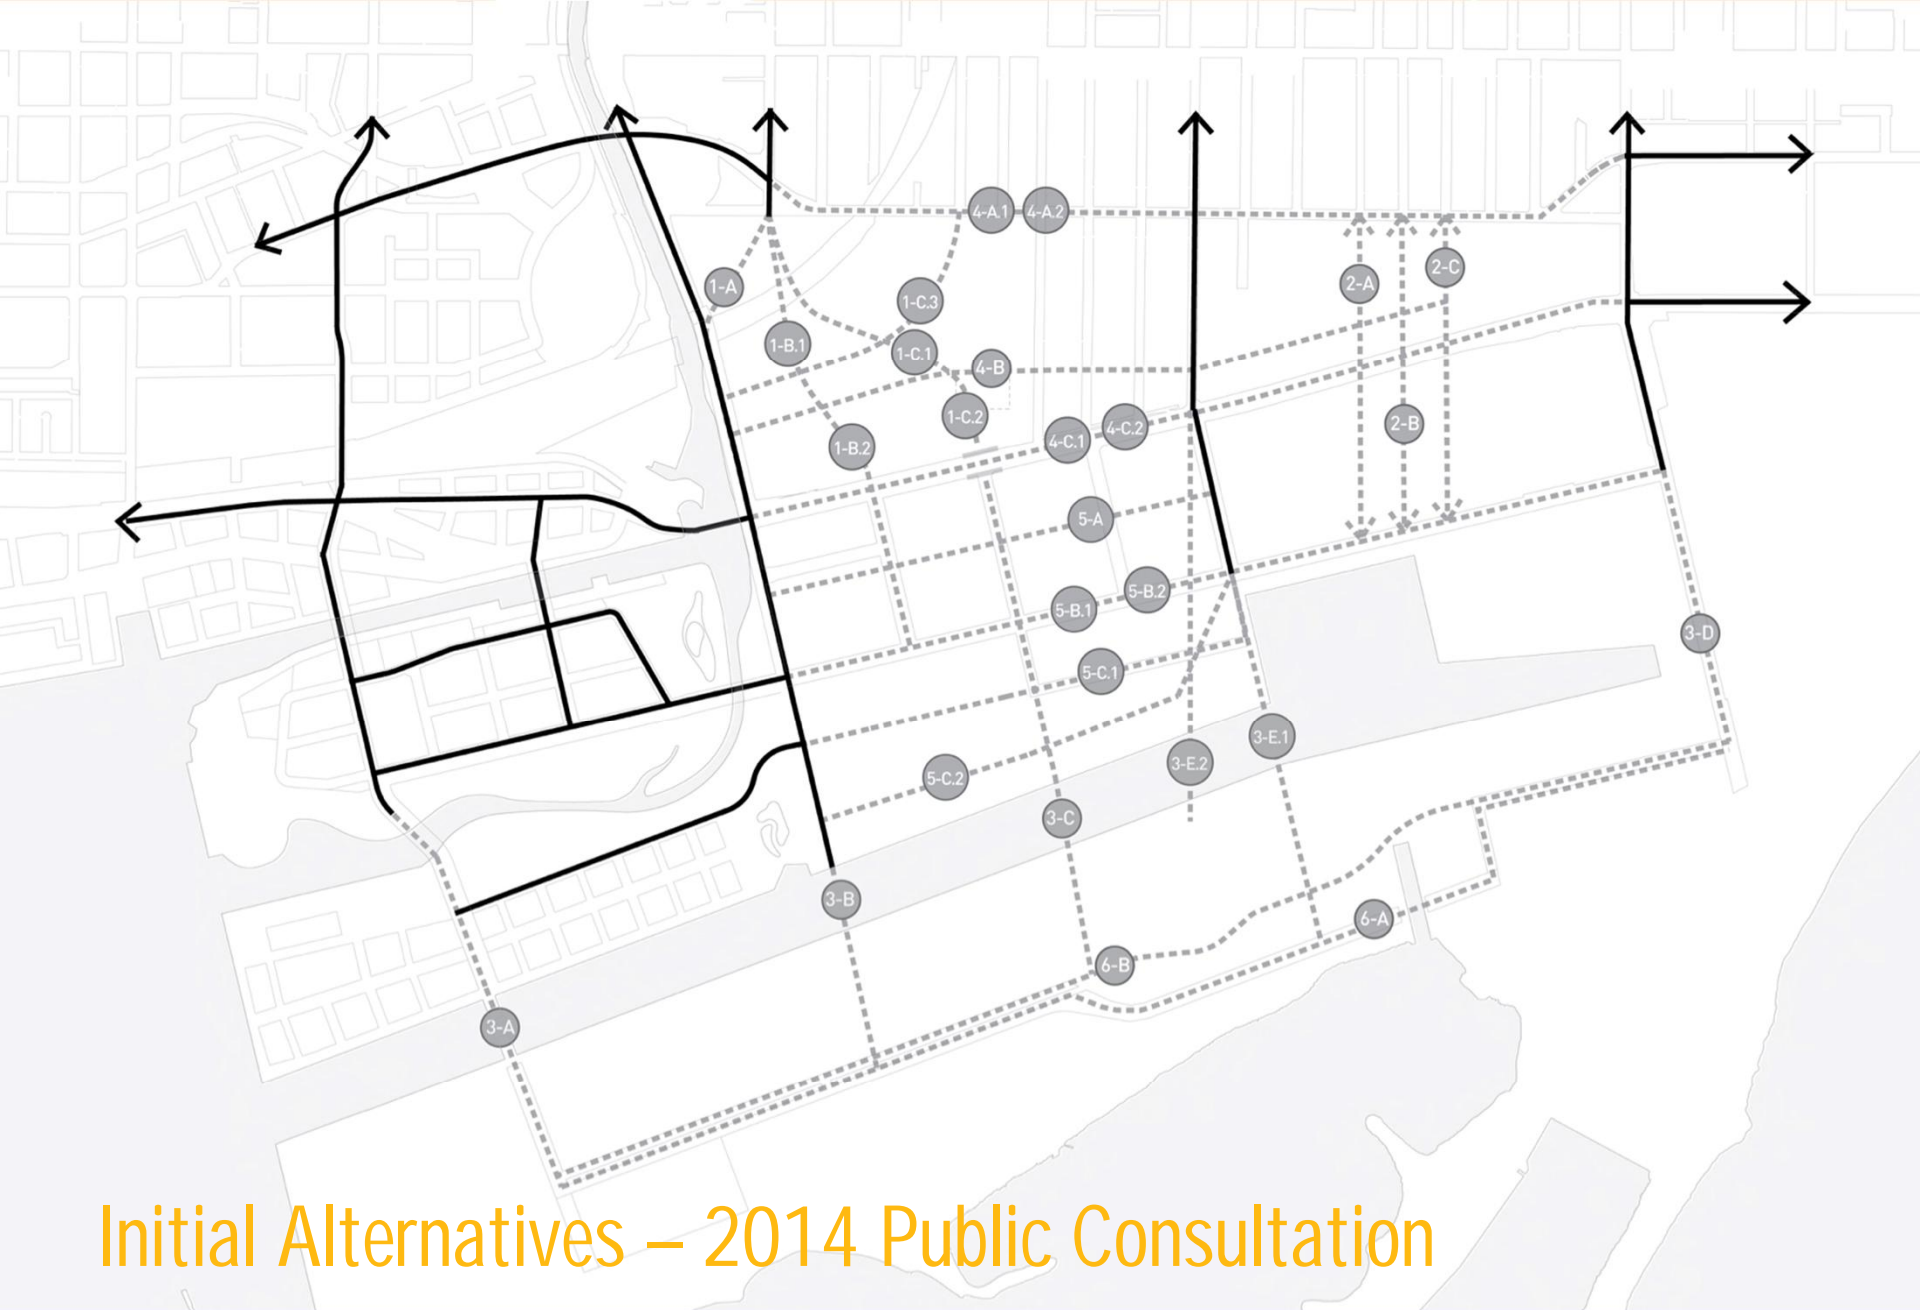 4-A.1
4-A.2
1-A
1-C.3
2-A
2-C
1-B.1
1-C.1
4-B
1-C.2
2-B
1-B.2
4-C.1
4-C.2
5-A
5-B.1
5-B.2
3-D
5-C.1
5-C.2
3-E.2
3-E.1
3-C
3-B
6-A
6-B
3-A
Initial Alternatives – 2014 Public Consultation